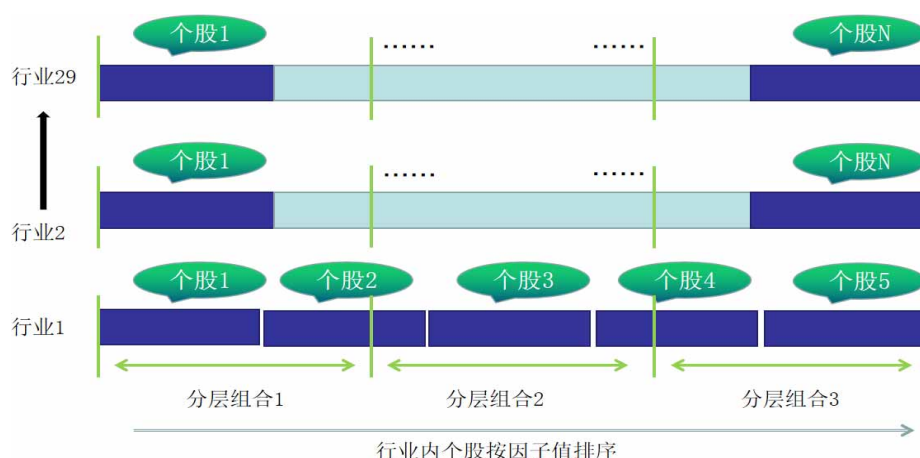 个股1
个股N
……
……
行业29
个股1
个股N
……
……
行业2
个股1
个股2
个股3
个股4
个股5
行业1
分层组合1
分层组合2
分层组合3
行业内个股按因子值排序